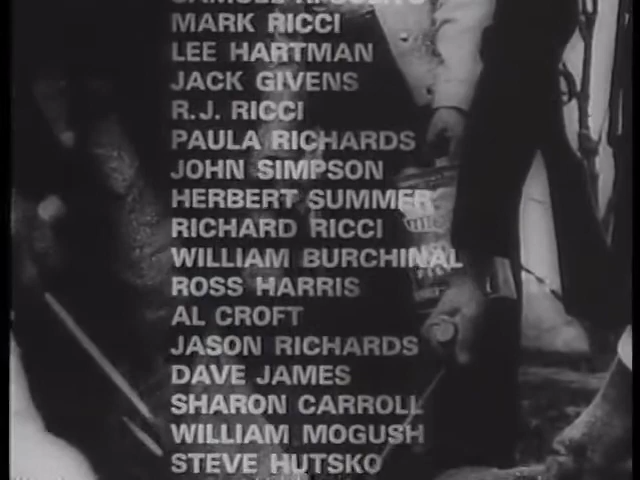 MARK RICCI
LEE HARTMAN
JACK GIVENS
R.J. RICCI
PAULA RICHARDS
JOHN SIMPSON
HERBERT SUMMER
RICHARD RICCI
WILLIAM BURCHINAL
ROSS HARRIS
AL CROFT
JASON RICHARDS
DAVE JAMES
SHARON CARROLL
WILLIAM MOGUSH
STEVE HUTSKO